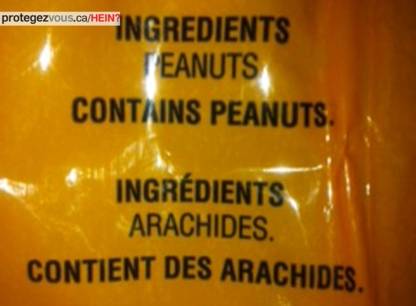 protegezvous.ca/HEIN?
INGREDIENTS
PEANUTS
CONTAINS PEANUTS.
INGRÉDIENTS
ARACHIDES.
CONTIENT DES ARACHIDES.